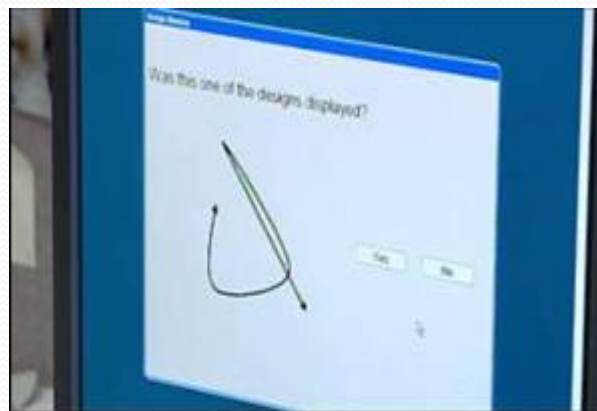 Was this one of the designs displayed?
Yes
No